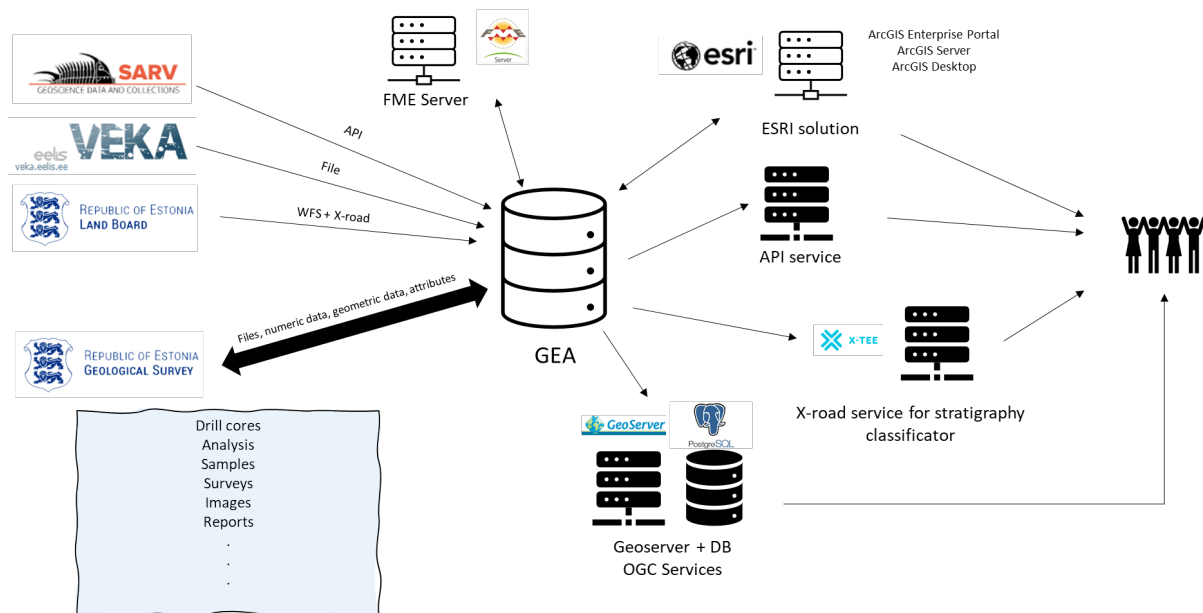 SARV
GEOSCIENCE DATA AND COLLECTIONS
eelis VEKA
veka.eelis.ee
REPUBLIC OF ESTONIA
LAND BOARD
API
File
WFS + X-road
FME
Server
FME Server
esri
ArcGIS Enterprise Portal
ArcGIS Server
ArcGIS Desktop
ESRI solution
API service
GEA
Files, numeric data, geometric data, attributes
REPUBLIC OF ESTONIA
GEOLOGICAL SURVEY
Drill cores
Analysis
Samples
Surveys
Images
Reports
.
.
.
X-TEE
X-road service for stratigraphy
classificator
GeoServer
PostgreSQL
Geoserver + DB
OGC Services